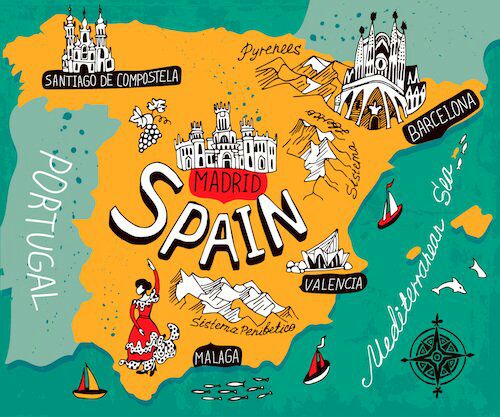 Pyrenees
SANTIAGO DE COMPOSTELA
BARCELONA
Sistema
MADRID
SPAIN
PORTUGAL
Mediterranean Sea
VALENCIA
Sistema Penibetico
MALAGA